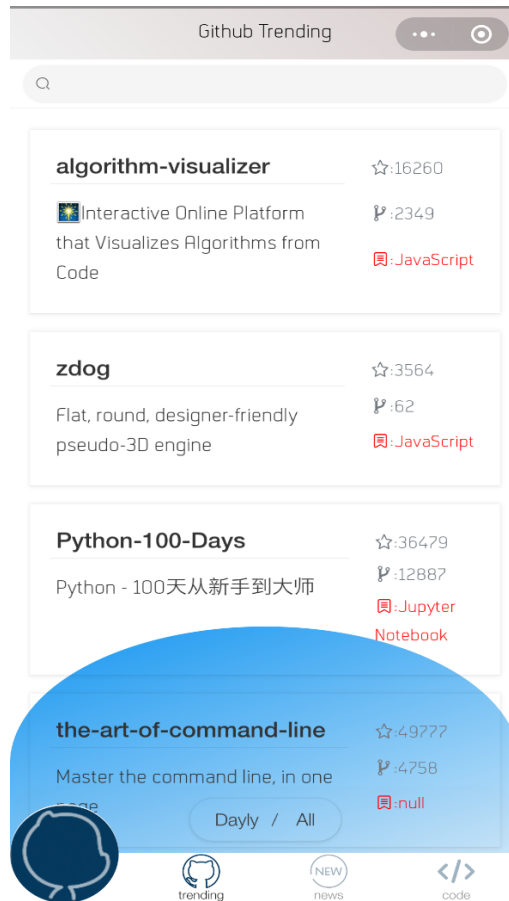 Github Trending
algorithm-visualizer
:16260
Interactive Online Platform
:2349
that Visualizes Algorithms from
Code
:JavaScript
zdog
:3564
Flat, round, designer-friendly
:62
pseudo-3D engine
:JavaScript
Python-100-Days
:36479
Python - 100天从新手到大师
:12887
:Jupyter
Notebook
the-art-of-command-line
:49777
Master the command line, in one
:4758
page
:null
Dayly / All
trending
NEW
news
</>
code